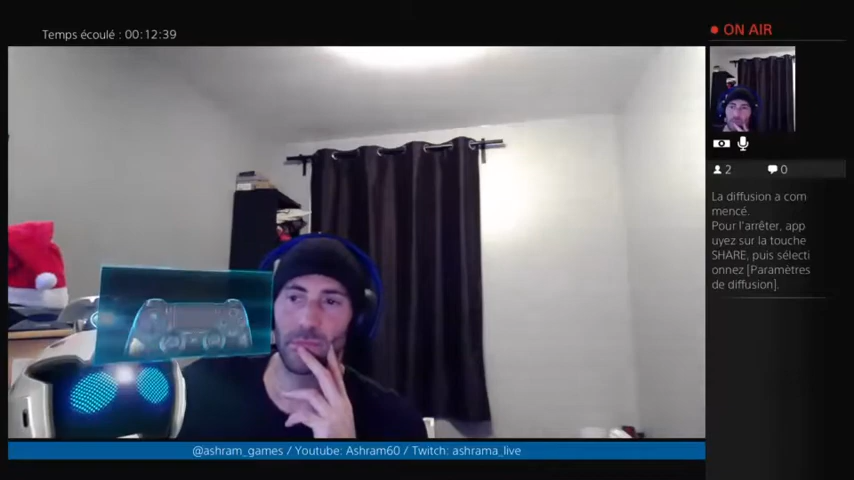 Temps écoulé : 00:12:39
ON AIR
2
0
La diffusion a com
mencé.
Pour l'arrêter, app
uyez sur la touche
SHARE, puis sélecti
onnez [Paramètres
de diffusion].
@ashram_games / Youtube: Ashram60 / Twitch: ashrama_live